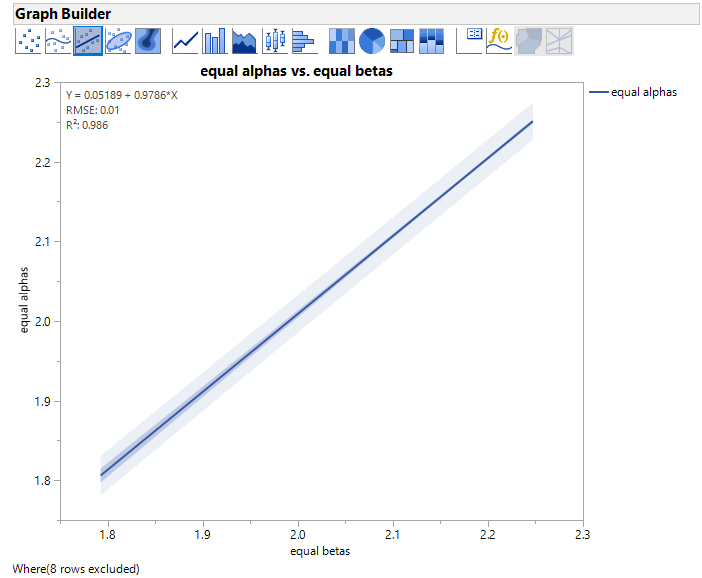 Graph Builder
equal alphas vs. equal betas
Y = 0.05189 + 0.9786*X
RMSE: 0.01
R²: 0.986
equal alphas
2.3
2.2
2.1
2.0
1.9
1.8
equal alphas
1.8 1.9 2.0 2.1 2.2 2.3
equal betas
Where(8 rows excluded)